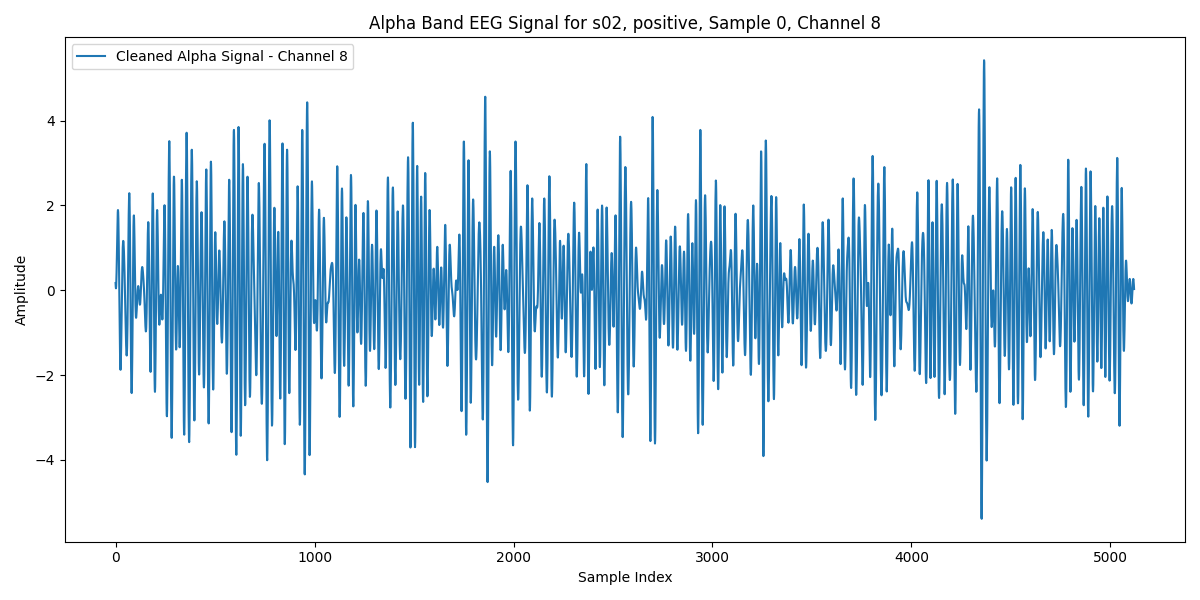 Alpha Band EEG Signal for s02, positive, Sample 0, Channel 8
Cleaned Alpha Signal - Channel 8
4
2
0
−2
−4
Amplitude
0 1000 2000 3000 4000 5000
Sample Index